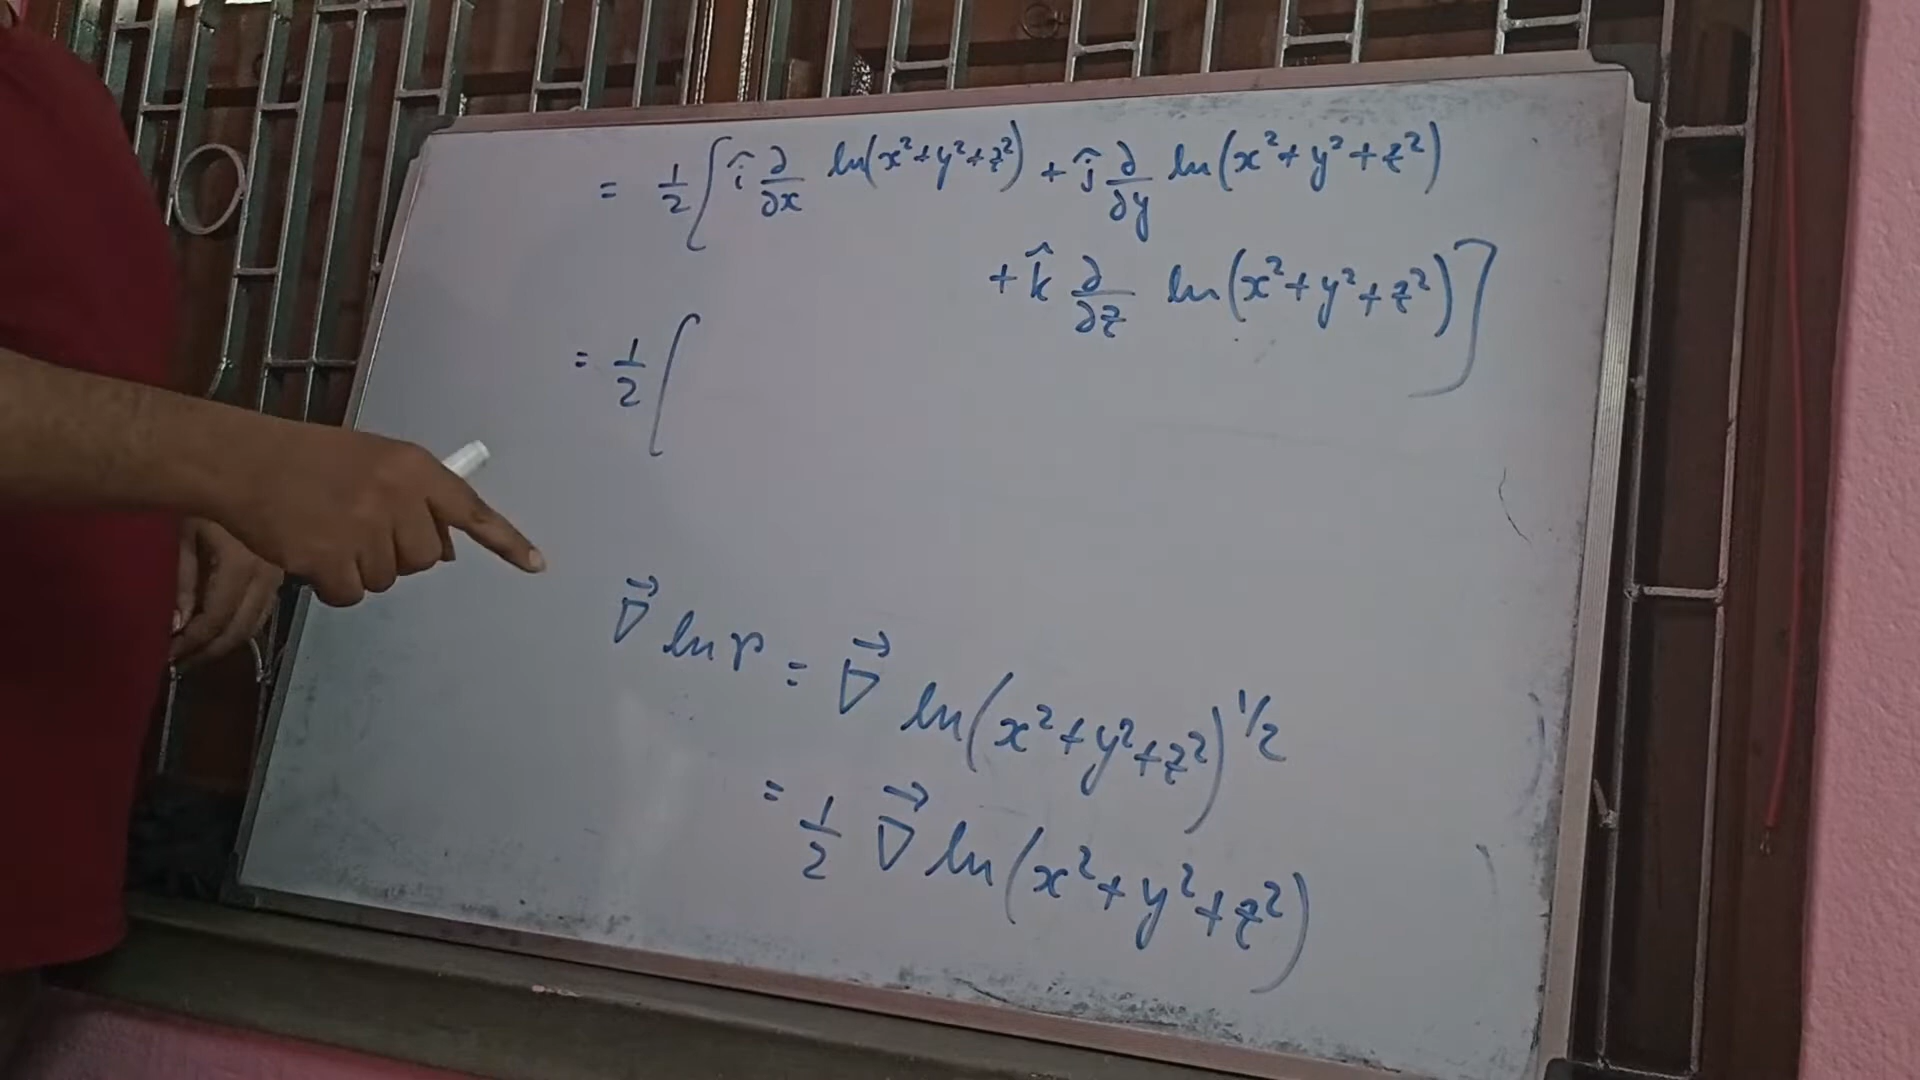 = 1/2 [ î ∂/∂x ln(x²+y²+z²) + ĵ ∂/∂y ln(x²+y²+z²)
+ k̂ ∂/∂z ln(x²+y²+z²) ]
= 1/2 [
∇⃗ ln r = ∇⃗ ln(x²+y²+z²)^1/2
= 1/2 ∇⃗ ln(x²+y²+z²)